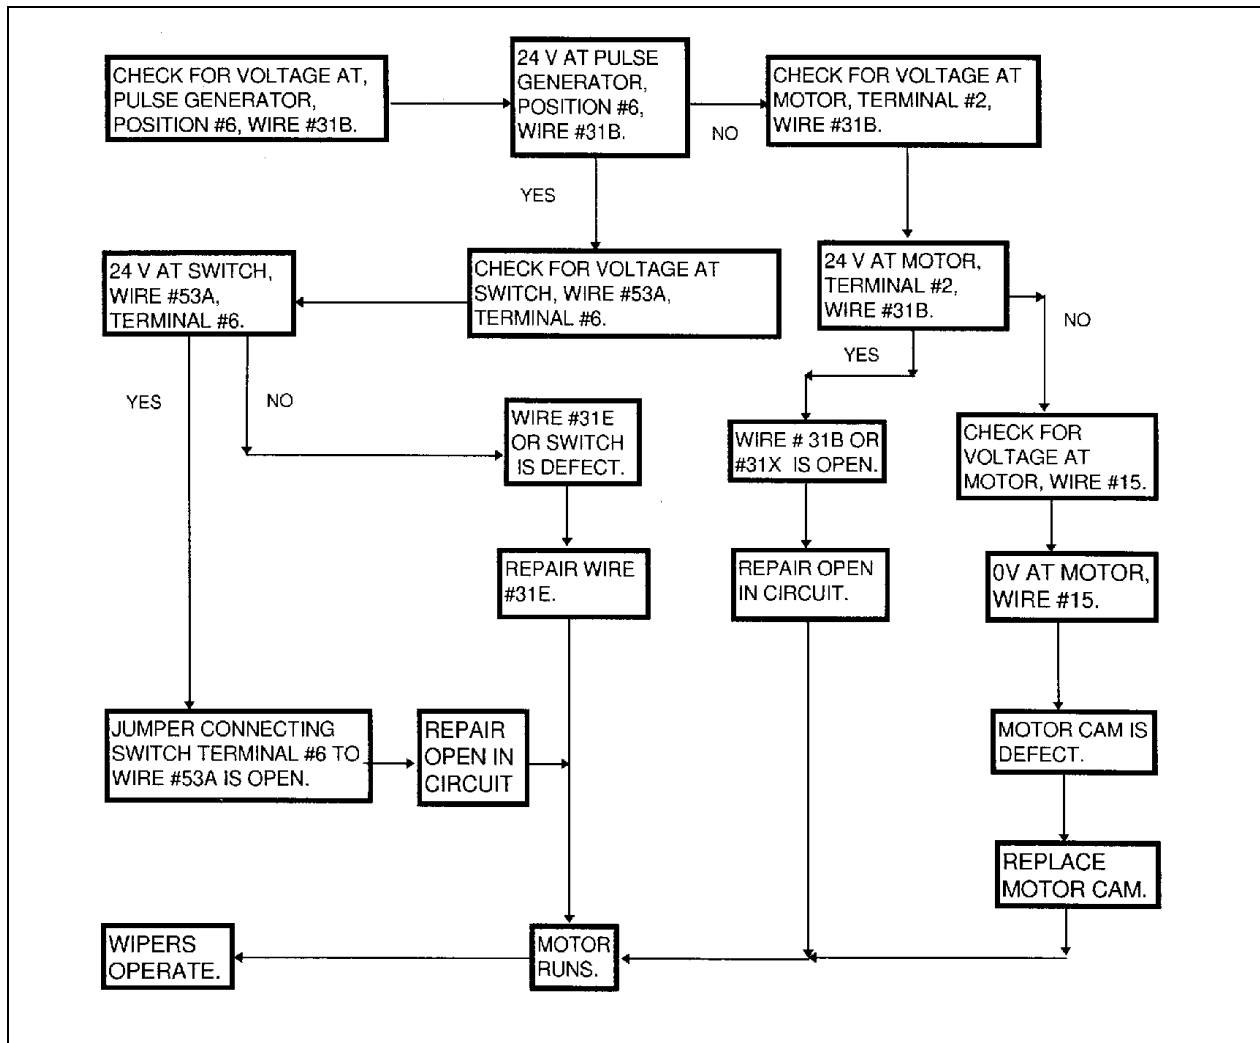 CHECK FOR VOLTAGE AT,
PULSE GENERATOR,
POSITION #6, WIRE #31B.
24 V AT PULSE
GENERATOR,
POSITION #6,
WIRE #31B.
NO
CHECK FOR VOLTAGE AT
MOTOR, TERMINAL #2,
WIRE #31B.
YES
24 V AT SWITCH,
WIRE #53A,
TERMINAL #6.
CHECK FOR VOLTAGE AT
SWITCH, WIRE #53A,
TERMINAL #6.
24 V AT MOTOR,
TERMINAL #2,
WIRE #31B.
NO
YES
YES
NO
WIRE #31E
OR SWITCH
IS DEFECT.
WIRE # 31B OR
#31X IS OPEN.
CHECK FOR
VOLTAGE AT
MOTOR, WIRE #15.
REPAIR WIRE
#31E.
REPAIR OPEN
IN CIRCUIT.
0V AT MOTOR,
WIRE #15.
JUMPER CONNECTING
SWITCH TERMINAL #6 TO
WIRE #53A IS OPEN.
REPAIR
OPEN IN
CIRCUIT
MOTOR CAM IS
DEFECT.
REPLACE
MOTOR CAM.
WIPERS
OPERATE.
MOTOR
RUNS.